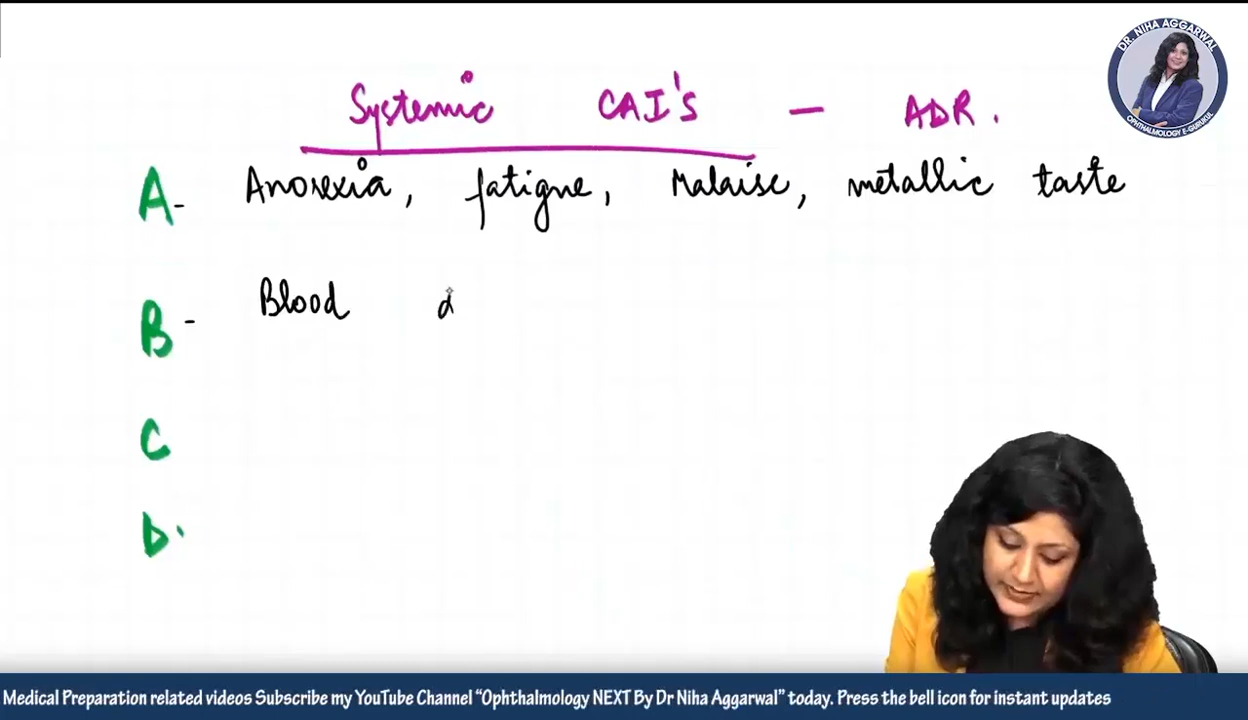 DR. NIHA AGGARWAL
OPHTHALMOLOGY E-GURUKUL
Systemic CAI's - ADR.
A- Anorexia, fatigue, Malaise, metallic taste
B- Blood d
C
D.
Medical Preparation related videos Subscribe my YouTube Channel “Ophthalmology NEXT By Dr Niha Aggarwal” today. Press the bell icon for instant updates